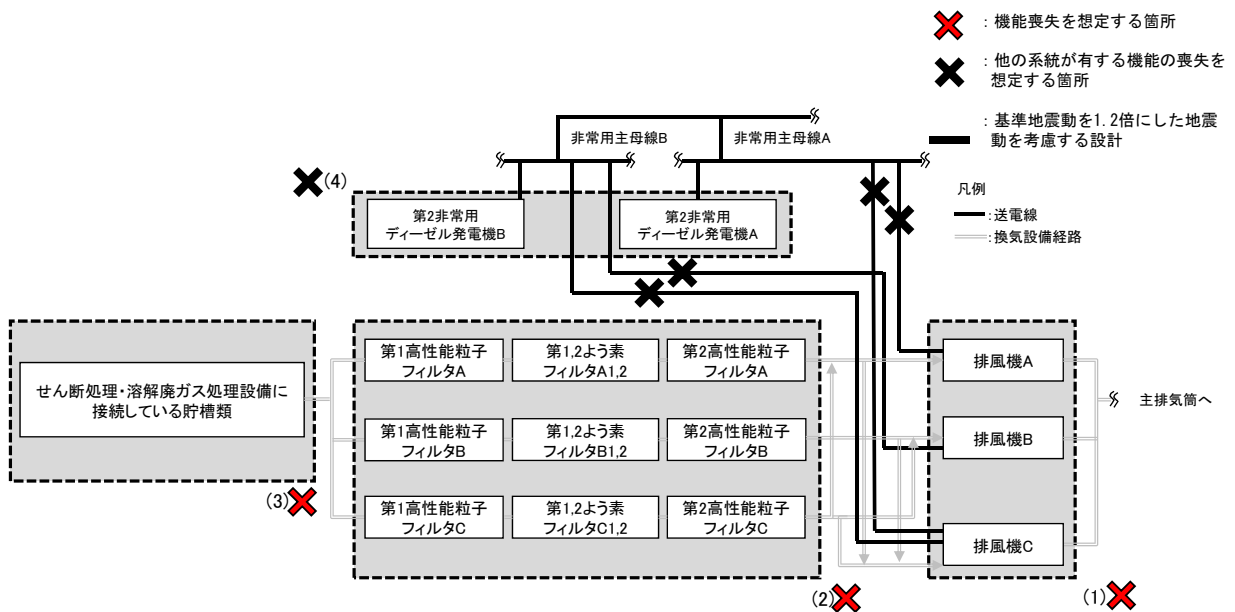 ：機能喪失を想定する箇所
：他の系統が有する機能の喪失を
想定する箇所
：基準地震動を1.2倍にした地震
動を考慮する設計
凡例
：送電線
：換気設備経路
非常用主母線B
非常用主母線A
(4)
第2非常用
ディーゼル発電機B
第2非常用
ディーゼル発電機A
せん断処理・溶解廃ガス処理設備に
接続している貯槽類
(3)
第1高性能粒子
フィルタA
第1,2よう素
フィルタA1,2
第2高性能粒子
フィルタA
第1高性能粒子
フィルタB
第1,2よう素
フィルタB1,2
第2高性能粒子
フィルタB
第1高性能粒子
フィルタC
第1,2よう素
フィルタC1,2
第2高性能粒子
フィルタC
(2)
排風機A
排風機B
排風機C
主排気筒へ
(1)